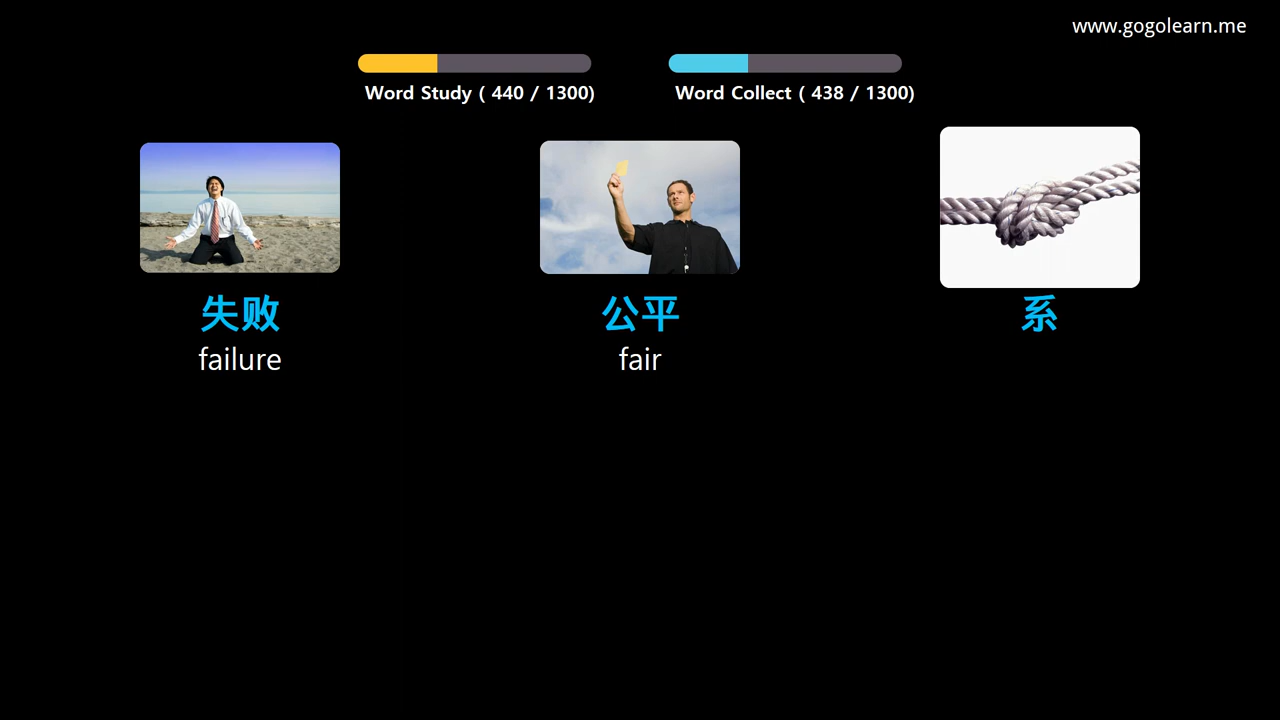 www.gogolearn.me
Word Study ( 440 / 1300)
Word Collect ( 438 / 1300)
失败
failure
公平
fair
系